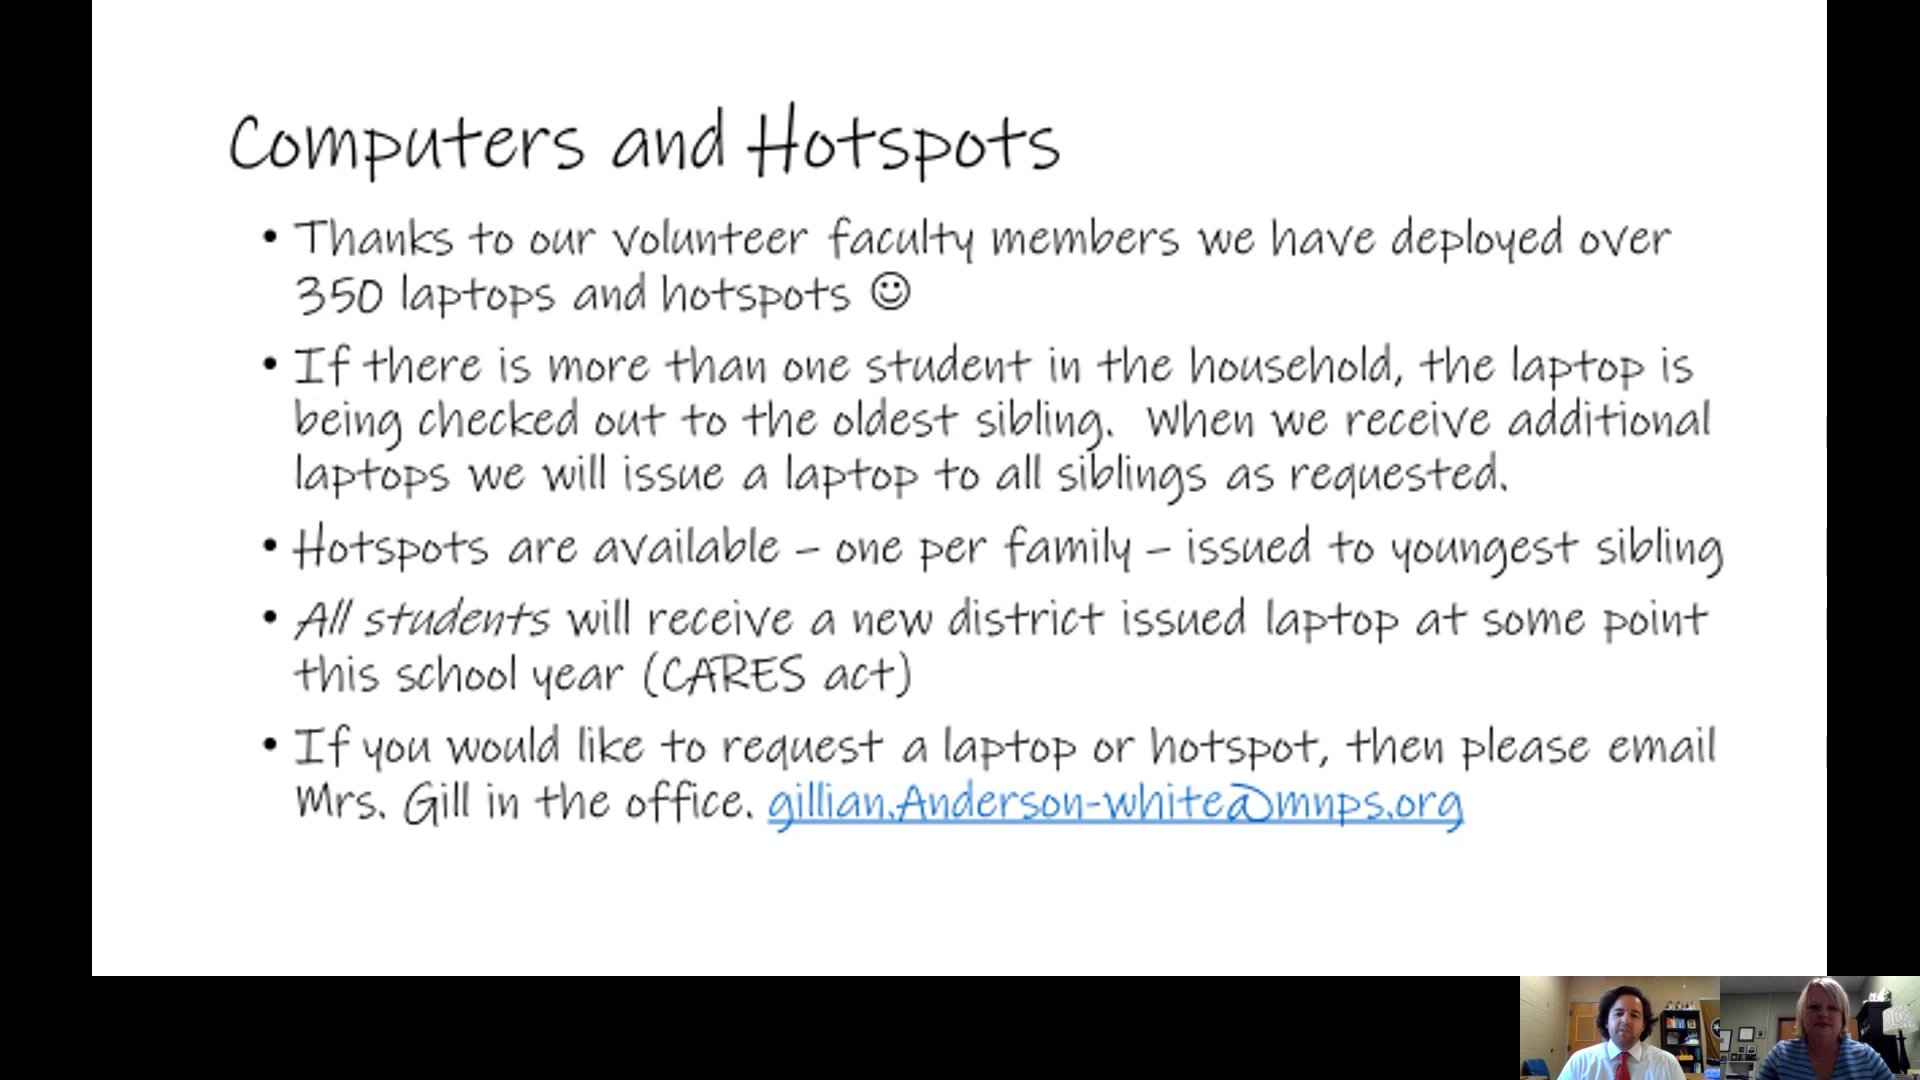 Computers and Hotspots
• Thanks to our volunteer faculty members we have deployed over
350 laptops and hotspots ☺
• If there is more than one student in the household, the laptop is
being checked out to the oldest sibling. When we receive additional
laptops we will issue a laptop to all siblings as requested.
• Hotspots are available – one per family – issued to youngest sibling
• All students will receive a new district issued laptop at some point
this school year (CARES act)
• If you would like to request a laptop or hotspot, then please email
Mrs. Gill in the office. gillian.Anderson-white@mnps.org